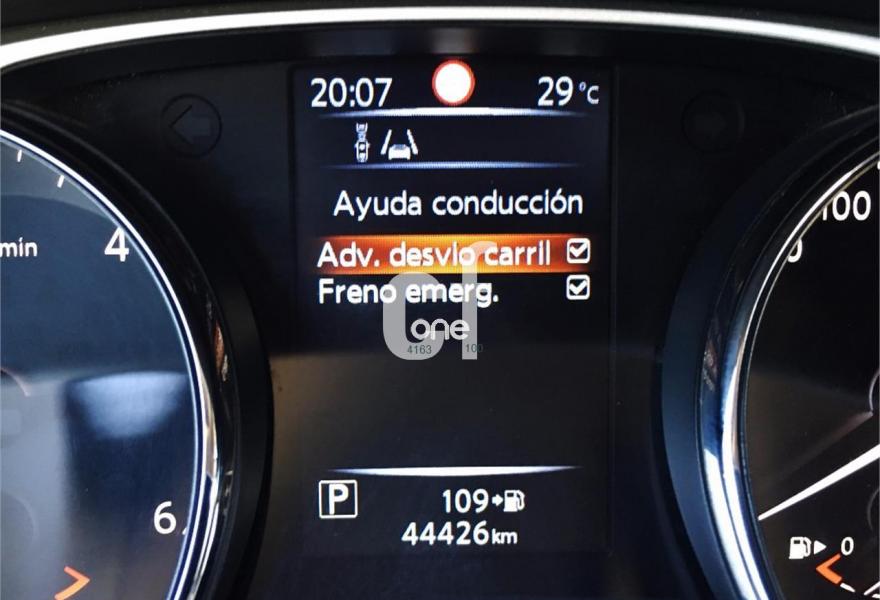 20:07 29°C
Ayuda conducción
Adv. desvío carril
Freno emerg.
one
4163 100
P 109
44426km
min
4
6
100
0
0